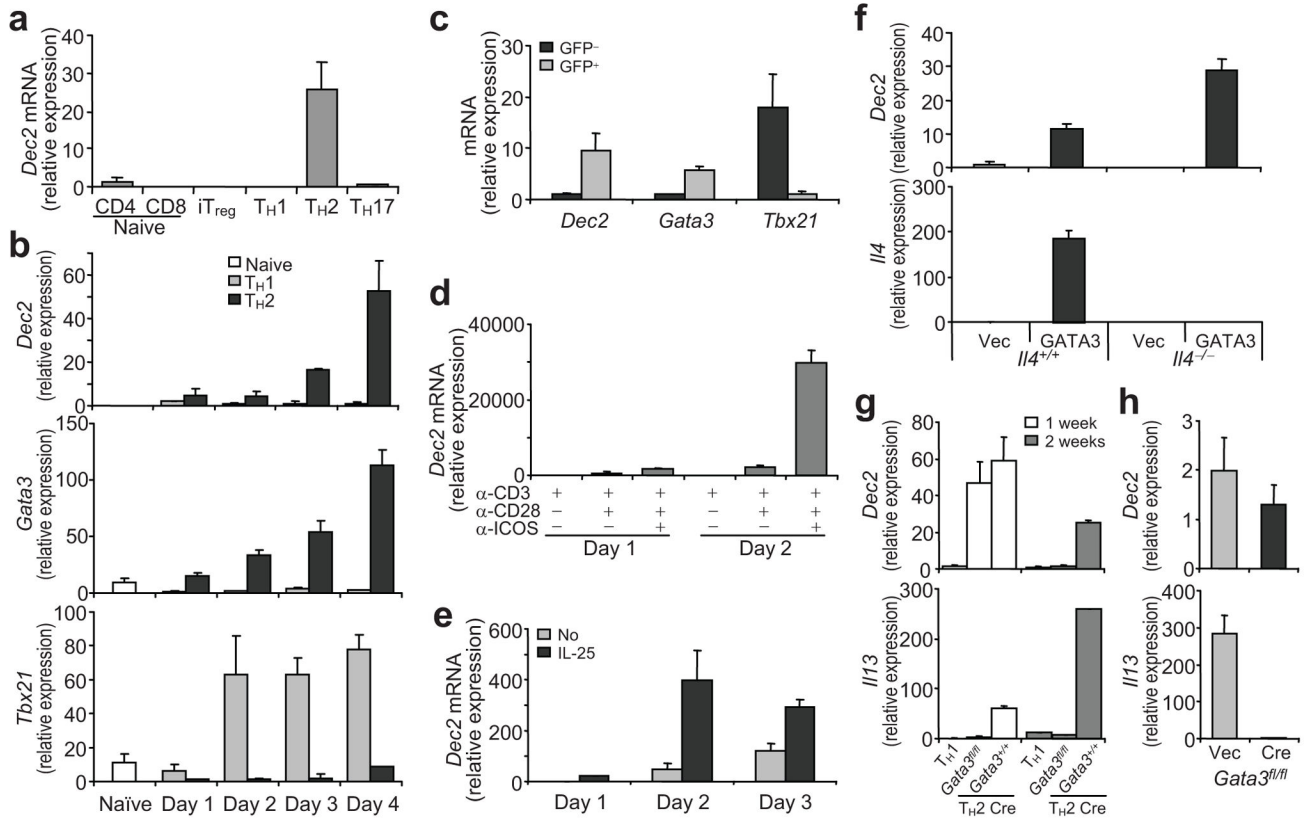 a
Dec2 mRNA
(relative expression)
40
30
20
10
0
CD4 CD8 iTreg TH1 TH2 TH17
Naive
b
Naive
TH1
TH2
Dec2
(relative expression)
60
40
20
0
Gata3
(relative expression)
150
100
50
0
Tbx21
(relative expression)
100
80
60
40
20
0
Naïve Day 1 Day 2 Day 3 Day 4
c
GFP−
GFP+
mRNA
(relative expression)
30
20
10
0
Dec2 Gata3 Tbx21
d
Dec2 mRNA
(relative expression)
40000
30000
20000
10000
0
α-CD3 + + + + + +
α-CD28 − + + − + +
α-ICOS − − + − − +
Day 1 Day 2
e
No
IL-25
Dec2 mRNA
(relative expression)
600
400
200
0
Day 1 Day 2 Day 3
f
Dec2
(relative expression)
40
30
20
10
0
Il4
(relative expression)
300
200
100
0
Vec GATA3 Vec GATA3
Il4+/+ Il4−/−
g
1 week
2 weeks
Dec2
(relative expression)
80
60
40
20
0
Il13
(relative expression)
300
200
100
0
TH1 Gata3fl/fl Gata3+/+ TH1 Gata3fl/fl Gata3+/+
TH2 Cre TH2 Cre
h
Dec2
(relative expression)
3
2
1
0
Il13
(relative expression)
400
300
200
100
0
Vec Cre
Gata3fl/fl